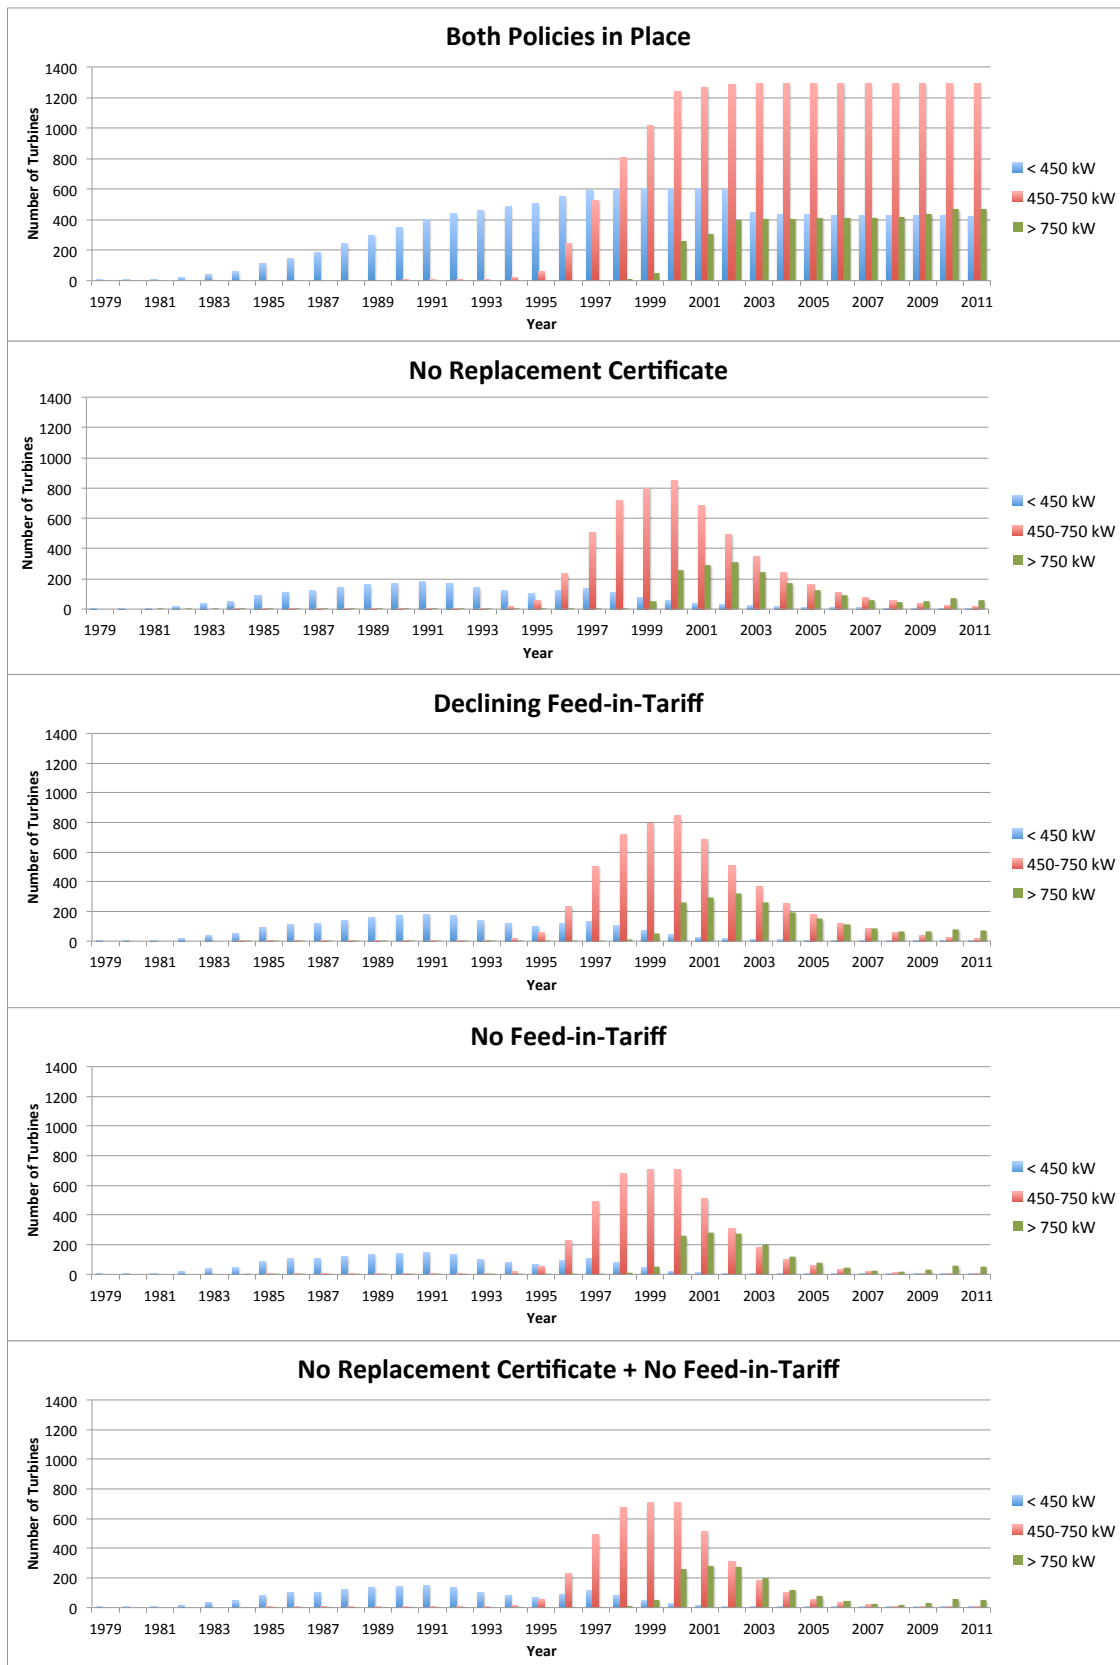 Both Policies in Place
1400
1200
1000
800
600
400
200
0
Number of Turbines
1979 1981 1983 1985 1987 1989 1991 1993 1995 1997 1999 2001 2003 2005 2007 2009 2011
Year
< 450 kW
450-750 kW
> 750 kW
No Replacement Certificate
1400
1200
1000
800
600
400
200
0
Number of Turbines
1979 1981 1983 1985 1987 1989 1991 1993 1995 1997 1999 2001 2003 2005 2007 2009 2011
Year
< 450 kW
450-750 kW
> 750 kW
Declining Feed-in-Tariff
1400
1200
1000
800
600
400
200
0
Number of Turbines
1979 1981 1983 1985 1987 1989 1991 1993 1995 1997 1999 2001 2003 2005 2007 2009 2011
Year
< 450 kW
450-750 kW
> 750 kW
No Feed-in-Tariff
1400
1200
1000
800
600
400
200
0
Number of Turbines
1979 1981 1983 1985 1987 1989 1991 1993 1995 1997 1999 2001 2003 2005 2007 2009 2011
Year
< 450 kW
450-750 kW
> 750 kW
No Replacement Certificate + No Feed-in-Tariff
1400
1200
1000
800
600
400
200
0
Number of Turbines
1979 1981 1983 1985 1987 1989 1991 1993 1995 1997 1999 2001 2003 2005 2007 2009 2011
Year
< 450 kW
450-750 kW
> 750 kW